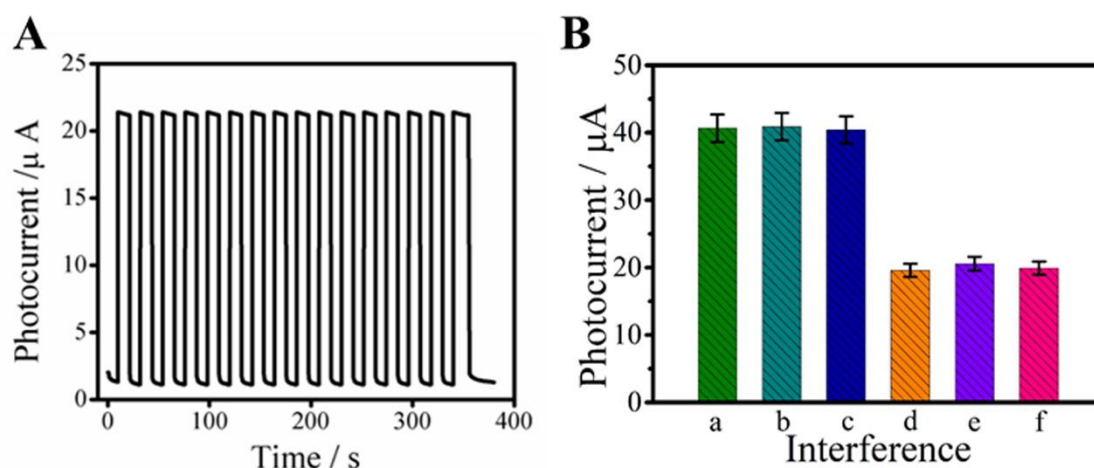 A
25
20
15
10
5
0
Photocurrent /μ A
0 100 200 300 400
Time / s
B
50
40
30
20
10
0
Photocurrent / μA
a b c d e f
Interference